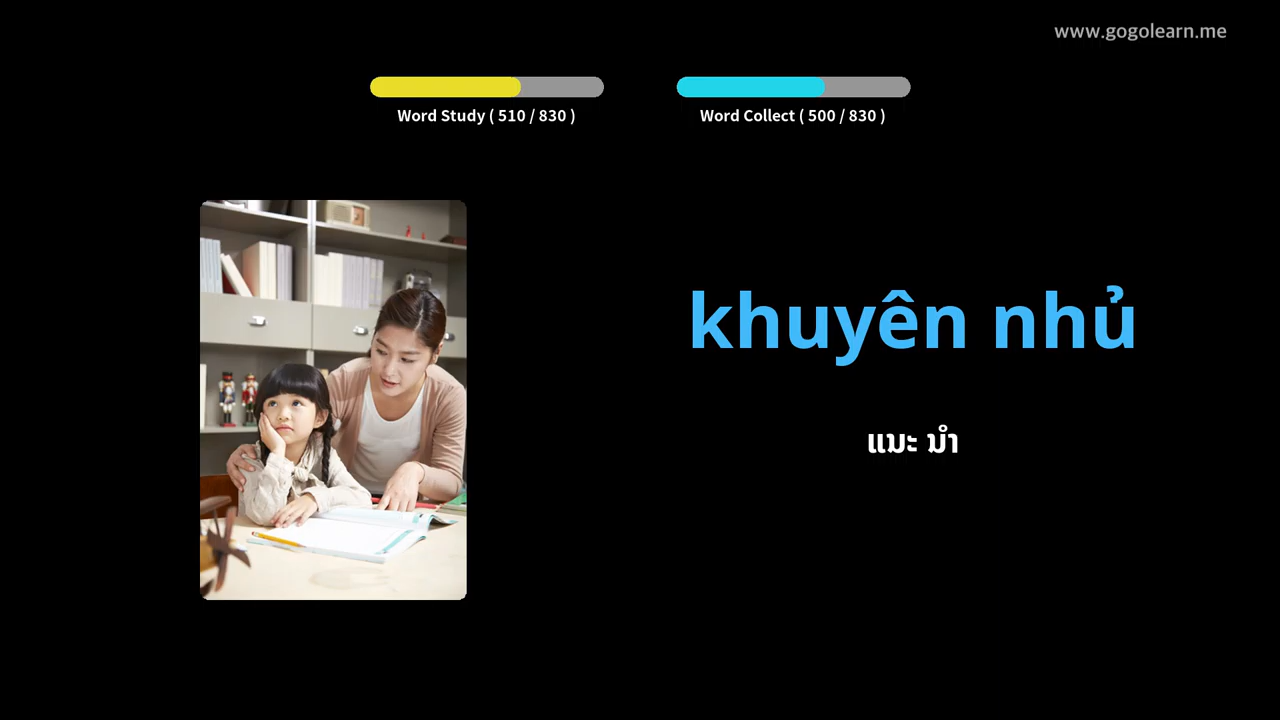 www.gogolearn.me
Word Study ( 510 / 830 )
Word Collect ( 500 / 830 )
khuyên nhủ
ແນະ ນຳ